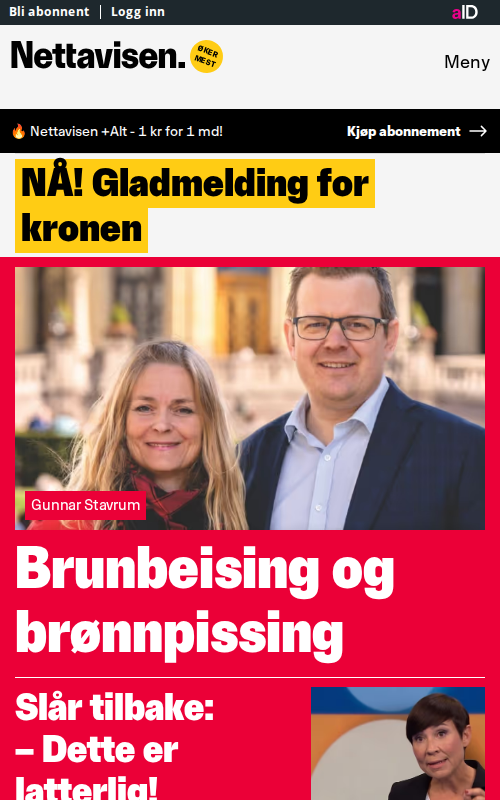 Bli abonnent
Logg inn
aID
Nettavisen.
ØKER
MEST
Meny
🔥 Nettavisen +Alt - 1 kr for 1 md!
Kjøp abonnement →
NÅ! Gladmelding for
kronen
Gunnar Stavrum
Brunbeising og
brønnpissing
Slår tilbake:
– Dette er
latterlig!